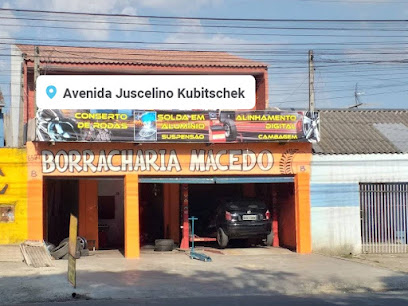 Avenida Juscelino Kubitschek
CONSERTO
DE RODAS
SOLDA EM
ALUMÍNIO
SUSPENSÃO
ALINHAMENTO
DIGITAL
CAMBAGEM
BORRACHARIA MACEDO